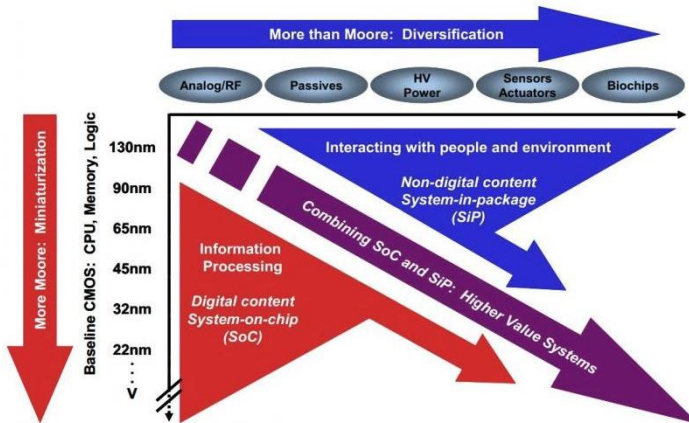 More than Moore: Diversification
Analog/RF
Passives
HV
Power
Sensors
Actuators
Biochips
More Moore: Miniaturization
Baseline CMOS: CPU, Memory, Logic
130nm
90nm
65nm
45nm
32nm
22nm
V
Interacting with people and environment
Non-digital content
System-in-package
(SiP)
Combining SoC and SiP: Higher Value Systems
Information
Processing
Digital content
System-on-chip
(SoC)